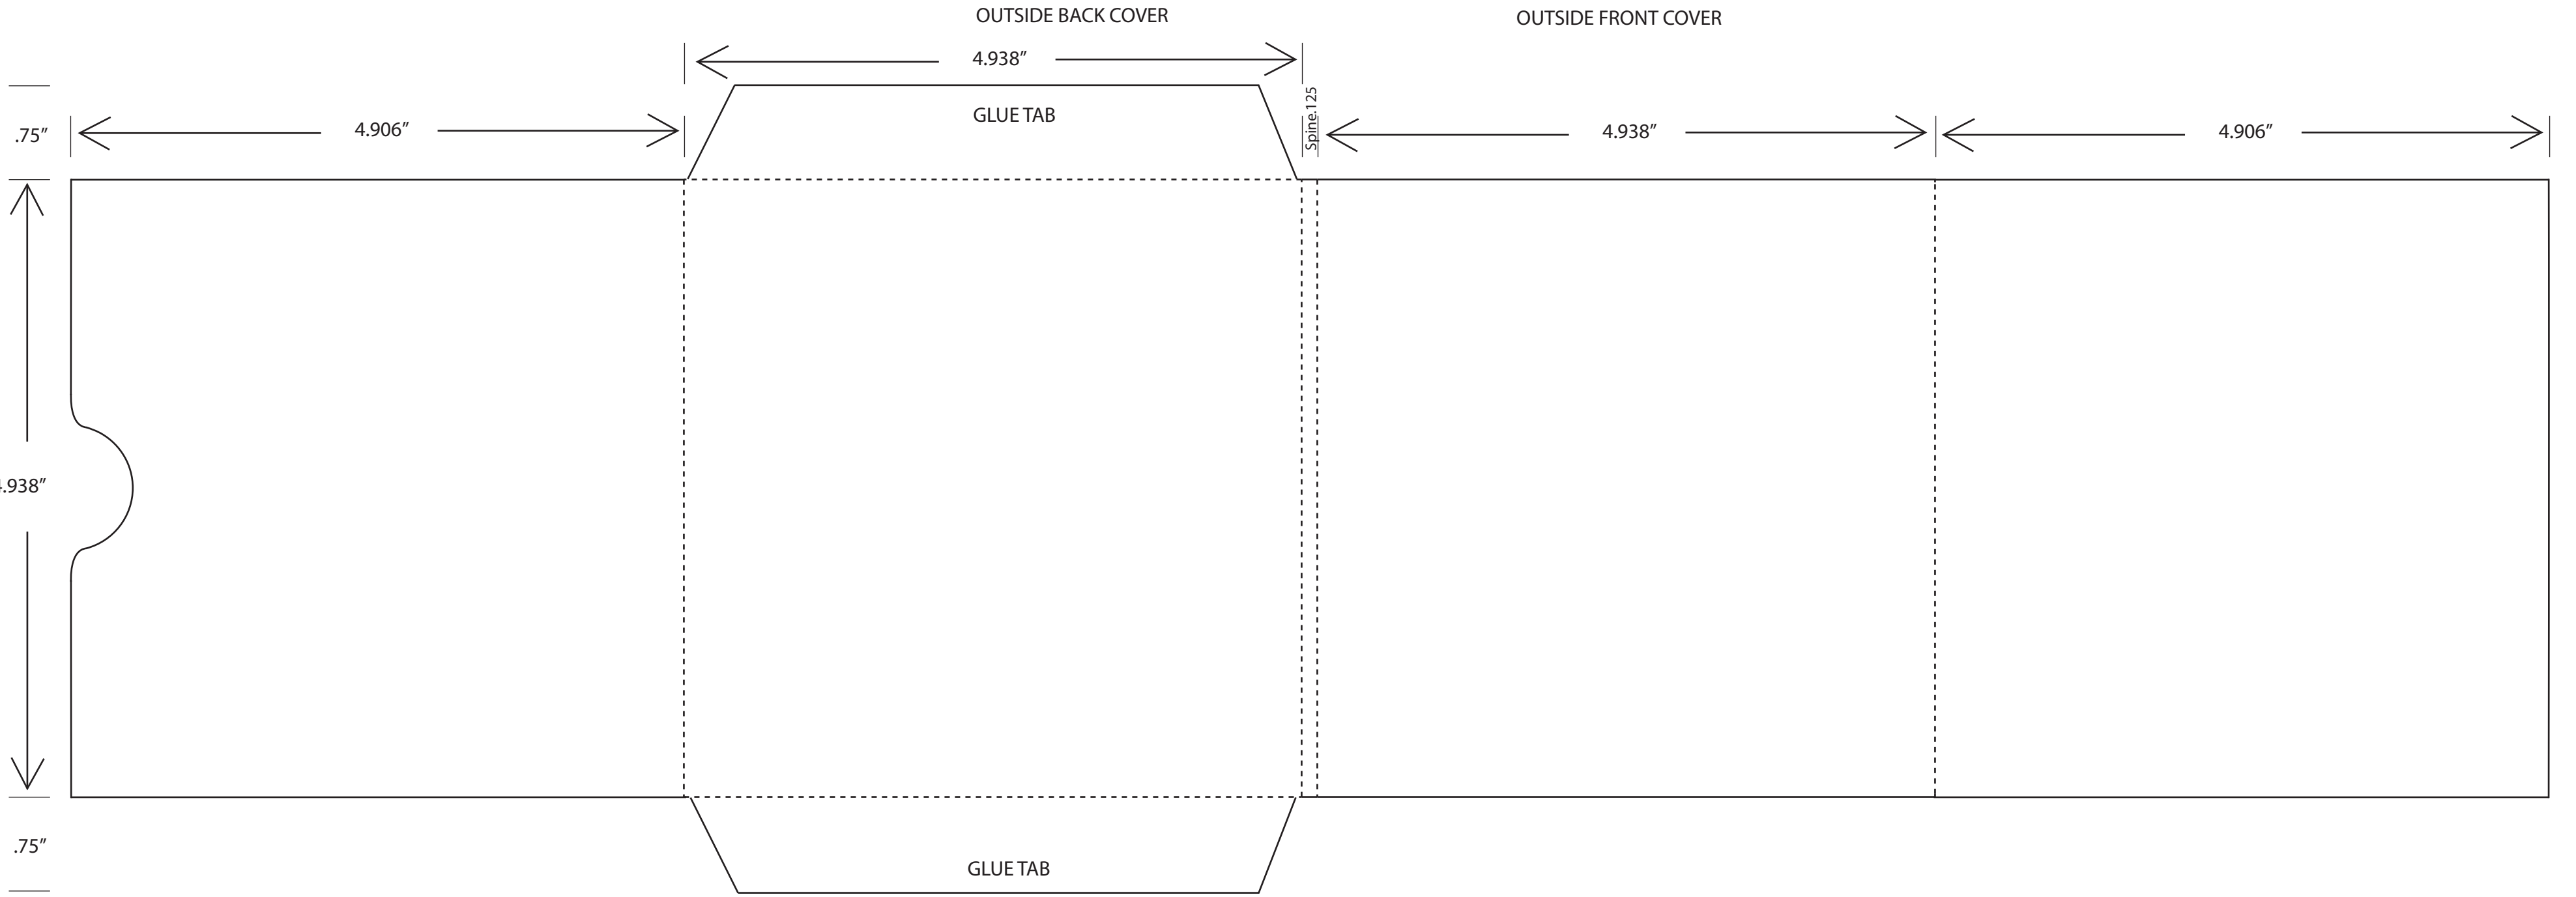 OUTSIDE BACK COVER
OUTSIDE FRONT COVER
4.938”
GLUE TAB
Spine.125
.75”
4.906”
4.938”
4.906”
.938”
GLUE TAB
.75”